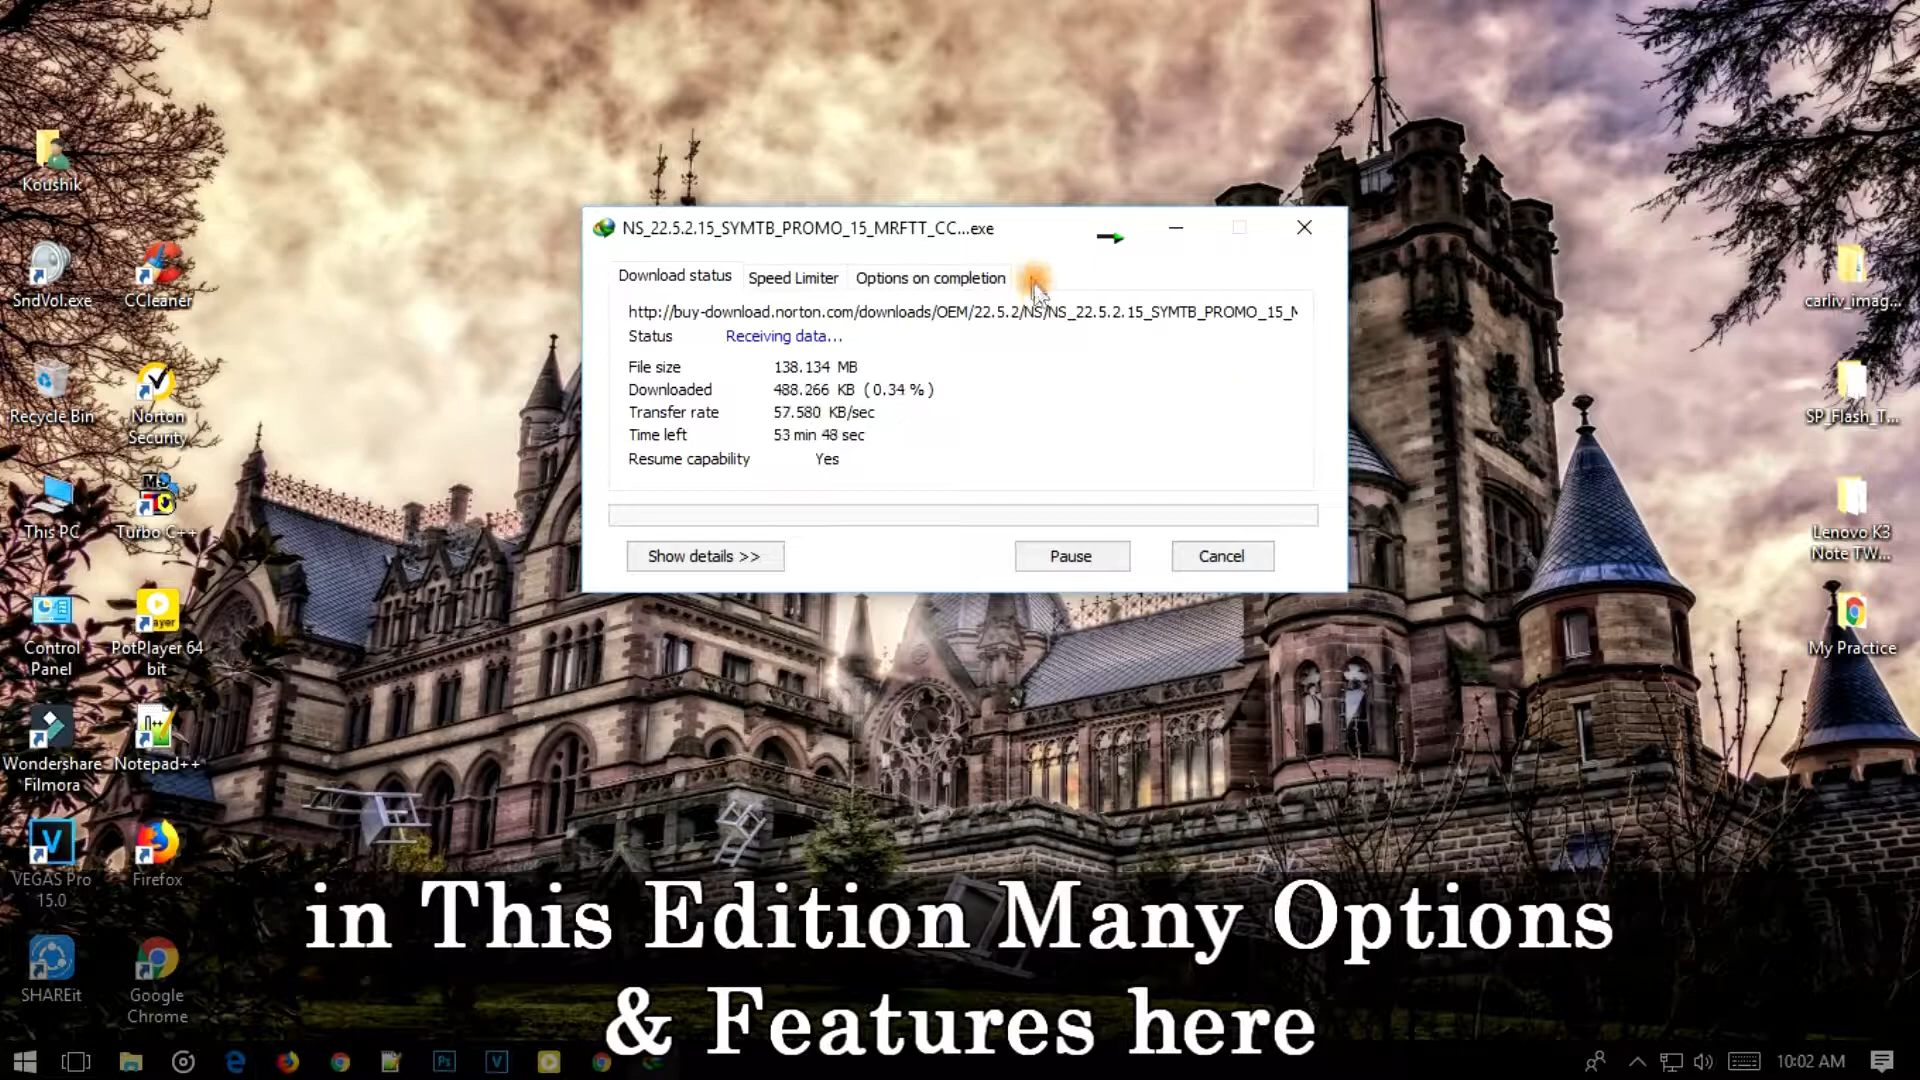 Koushik
SndVol.exe
CCleaner
Recycle Bin
Norton
Security
This PC
Turbo C++
Control
Panel
PotPlayer 64
bit
Wondershare
Filmora
Notepad++
VEGAS Pro
15.0
Firefox
SHAREit
Google
Chrome
NS_22.5.2.15_SYMTB_PROMO_15_MRFTT_CC...exe
Download status
Speed Limiter
Options on completion
http://buy-download.norton.com/downloads/OEM/22.5.2/NS/NS_22.5.2.15_SYMTB_PROMO_15_M
Status Receiving data...
File size 138.134 MB
Downloaded 488.266 KB ( 0.34 % )
Transfer rate 57.580 KB/sec
Time left 53 min 48 sec
Resume capability Yes
Show details >>
Pause
Cancel
carliv_imag...
SP_Flash_T...
Lenovo K3
Note TW...
My Practice
in This Edition Many Options
& Features here
10:02 AM